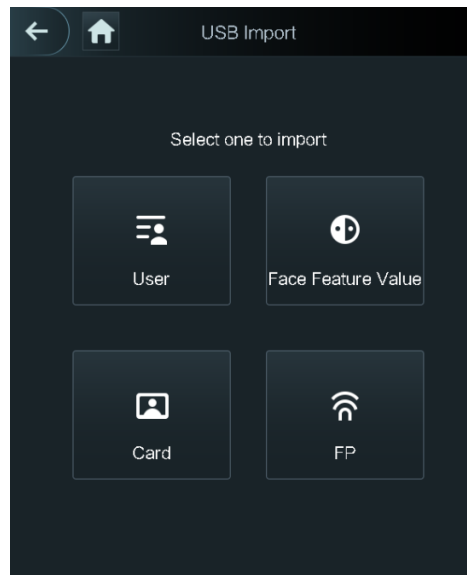 USB Import
Select one to import
User
Face Feature Value
Card
FP